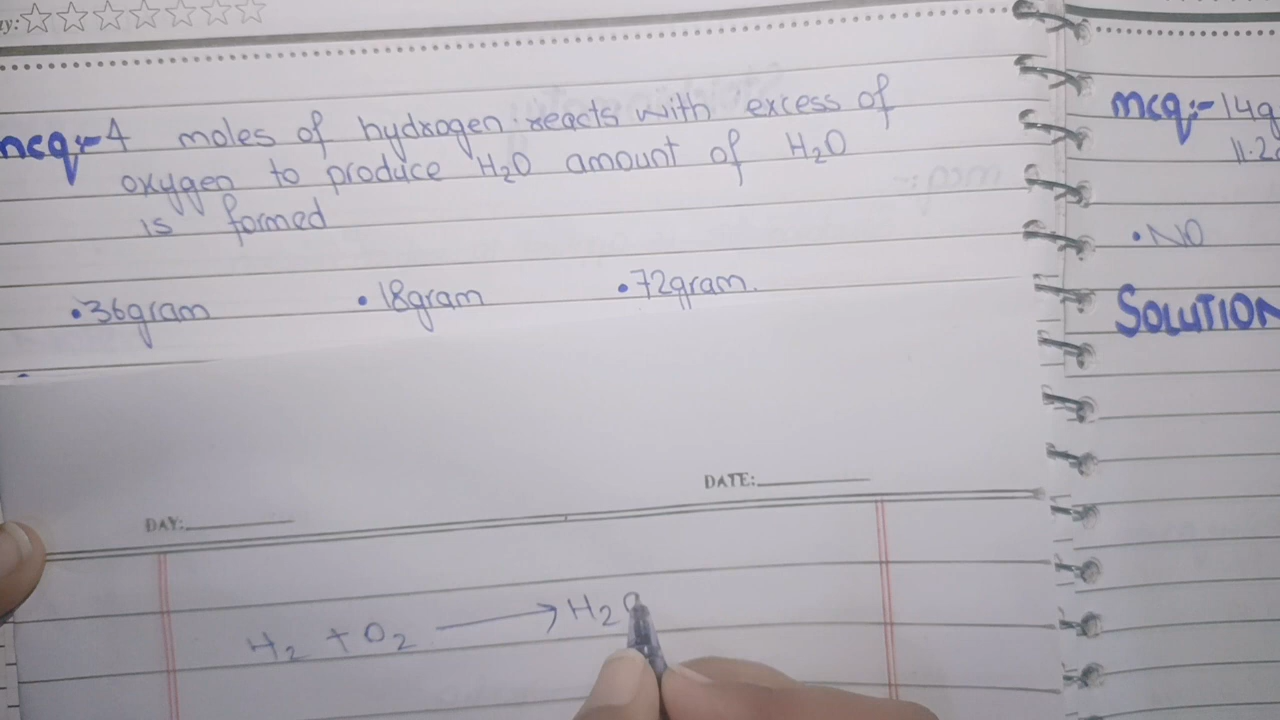 mcq:- 4 moles of hydrogen reacts with excess of
oxygen to produce H₂O amount of H₂O
is formed
•36gram •18gram •72gram.
DAY: DATE:
H₂ + O₂ → H₂O
mcq:- 14g
11.2
•NO
SOLUTION